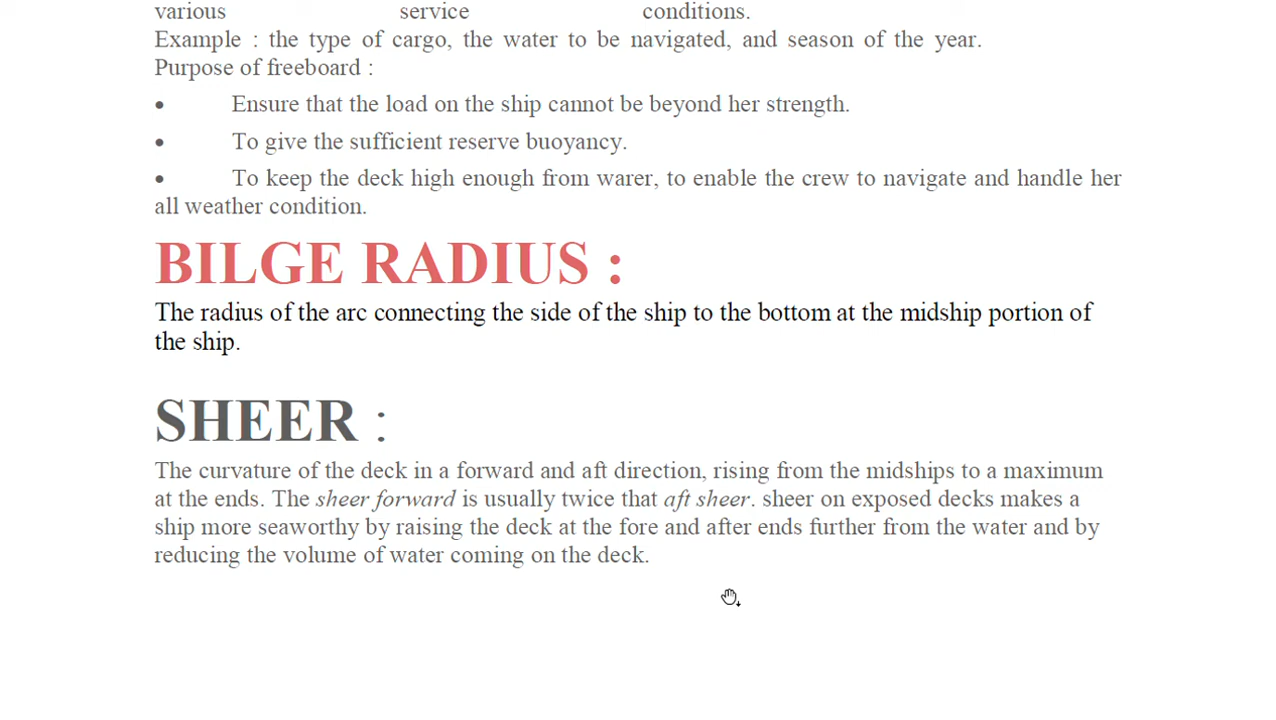 various service conditions.
Example : the type of cargo, the water to be navigated, and season of the year.
Purpose of freeboard :
• Ensure that the load on the ship cannot be beyond her strength.
• To give the sufficient reserve buoyancy.
• To keep the deck high enough from warer, to enable the crew to navigate and handle her
all weather condition.
BILGE RADIUS :
The radius of the arc connecting the side of the ship to the bottom at the midship portion of
the ship.
SHEER :
The curvature of the deck in a forward and aft direction, rising from the midships to a maximum
at the ends. The sheer forward is usually twice that aft sheer. sheer on exposed decks makes a
ship more seaworthy by raising the deck at the fore and after ends further from the water and by
reducing the volume of water coming on the deck.